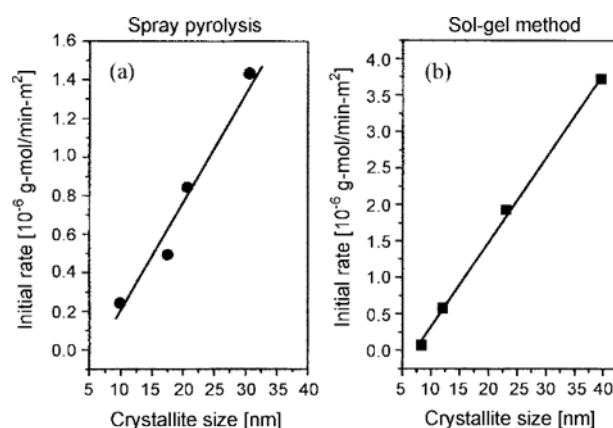 Spray pyrolysis
Sol-gel method
(a)
(b)
Initial rate [10⁻⁶ g-mol/min-m²]
1.6
1.4
1.2
1.0
0.8
0.6
0.4
0.2
0.0
5 10 15 20 25 30 35 40
Crystallite size [nm]
Initial rate [10⁻⁶ g-mol/min-m²]
4.0
3.5
3.0
2.5
2.0
1.5
1.0
0.5
0.0
5 10 15 20 25 30 35 40
Crystallite size [nm]